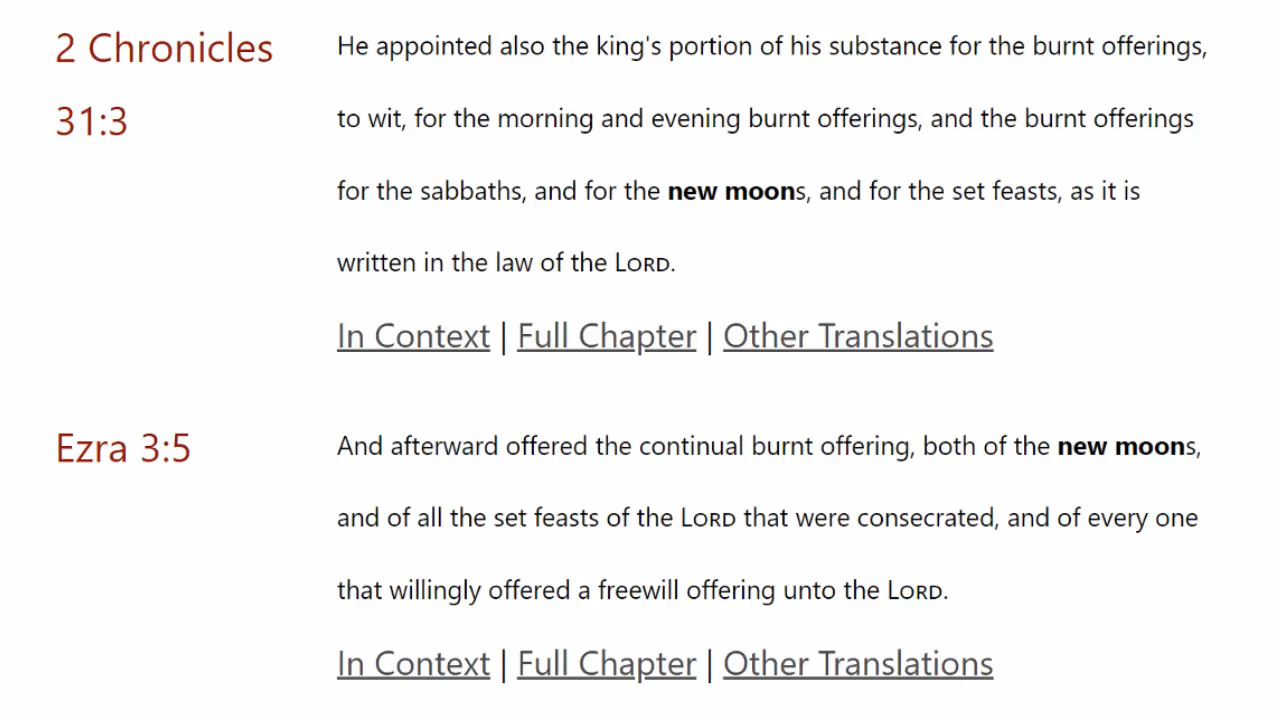 2 Chronicles
31:3
He appointed also the king's portion of his substance for the burnt offerings,
to wit, for the morning and evening burnt offerings, and the burnt offerings
for the sabbaths, and for the new moons, and for the set feasts, as it is
written in the law of the LORD.
In Context | Full Chapter | Other Translations
Ezra 3:5
And afterward offered the continual burnt offering, both of the new moons,
and of all the set feasts of the LORD that were consecrated, and of every one
that willingly offered a freewill offering unto the LORD.
In Context | Full Chapter | Other Translations